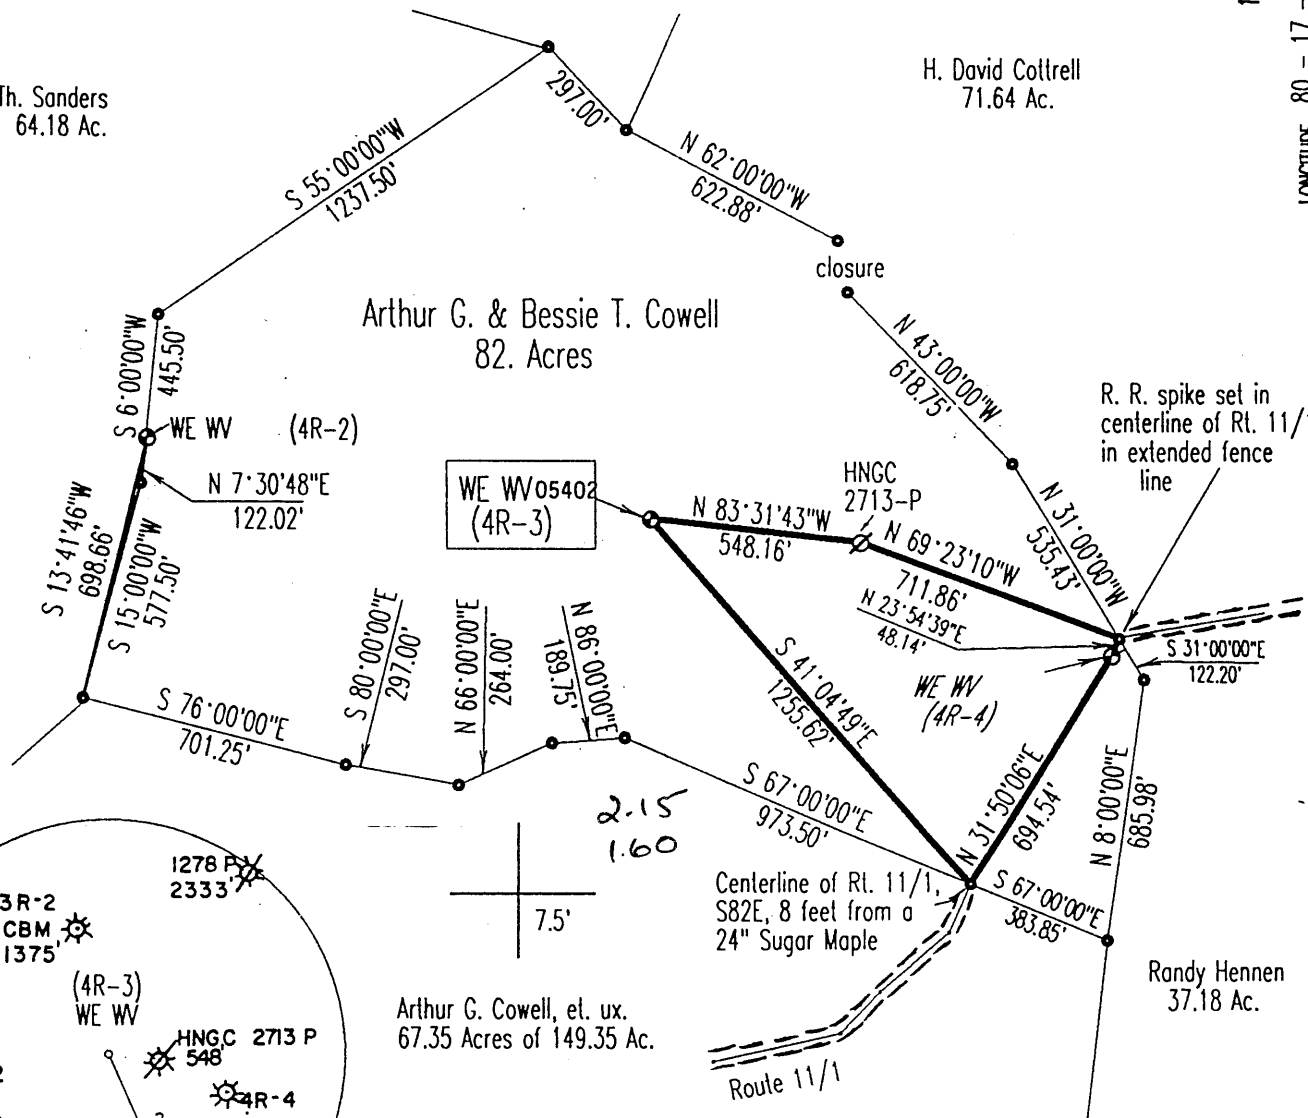 Th. Sanders
64.18 Ac.
H. David Cottrell
71.64 Ac.
LONGITUDE 80 - 17 -
297.00'
S 55°00'00"W
1237.50'
N 62°00'00"W
622.88'
closure
Arthur G. & Bessie T. Cowell
82. Acres
N 43°00'00"W
618.75'
S 6°00'00"W
445.50'
WE WV (4R-2)
N 7°30'48"E
122.02'
R. R. spike set in
centerline of Rt. 11/1
in extended fence
line
HNGC
2713-P
WE WV 05402
(4R-3)
N 83°31'43"W
548.16'
N 69°23'10"W
711.86'
N 31°00'00"W
535.43'
S 13°41'46"W
698.66'
S 15°00'00"W
577.50'
N 23°54'39"E
48.14'
S 31°00'00"E
122.20'
S 80°00'00"E
297.00'
N 66°00'00"E
264.00'
N 86°00'00"E
189.75'
S 41°04'49"E
1255.62'
WE WV
(4R-4)
S 76°00'00"E
701.25'
S 67°00'00"E
973.50'
N 31°50'06"E
694.54'
N 8°00'00"E
685.98'
2.15
1.60
1278 P
2333'
Centerline of Rt. 11/1,
S82E, 8 feet from a
24" Sugar Maple
S 67°00'00"E
383.85'
3R-2
CBM
1375'
7.5'
(4R-3)
WE WV
Randy Hennen
37.18 Ac.
Arthur G. Cowell, et. ux.
67.35 Acres of 149.35 Ac.
HNGC 2713 P
548'
4R-4
Route 11/1